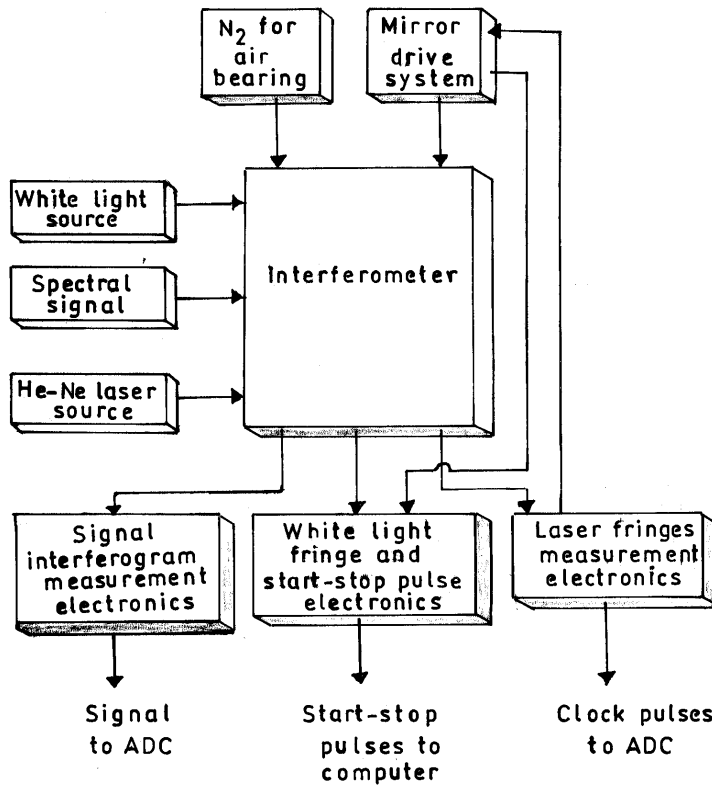 N2 for
air
bearing
Mirror
drive
system
White light
source
Spectral
signal
He-Ne laser
source
Interferometer
Signal
interferogram
measurement
electronics
White light
fringe and
start-stop pulse
electronics
Laser fringes
measurement
electronics
Signal
to ADC
Start-stop
pulses to
computer
Clock pulses
to ADC